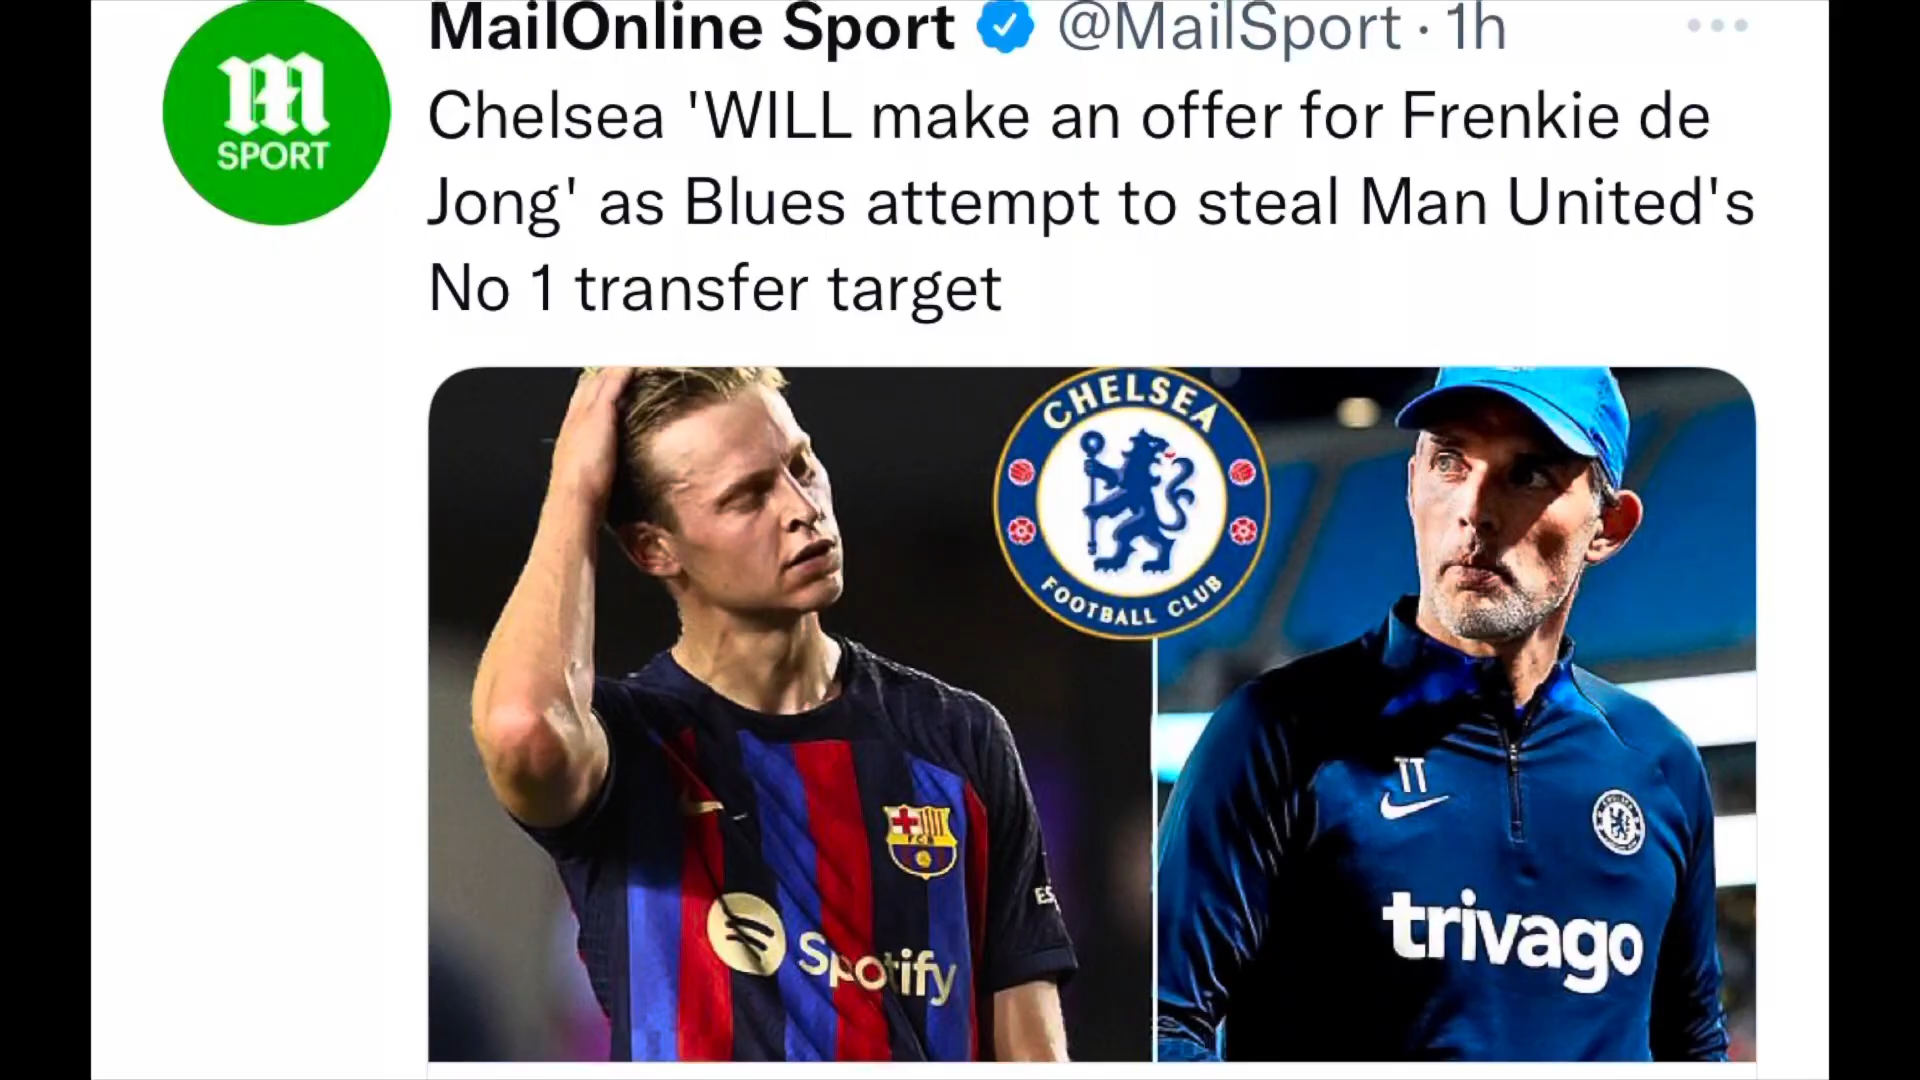 MailOnline Sport @MailSport · 1h
SPORT
Chelsea 'WILL make an offer for Frenkie de
Jong' as Blues attempt to steal Man United's
No 1 transfer target
CHELSEA
FOOTBALL CLUB
TT
FCB
trivago
Spotify